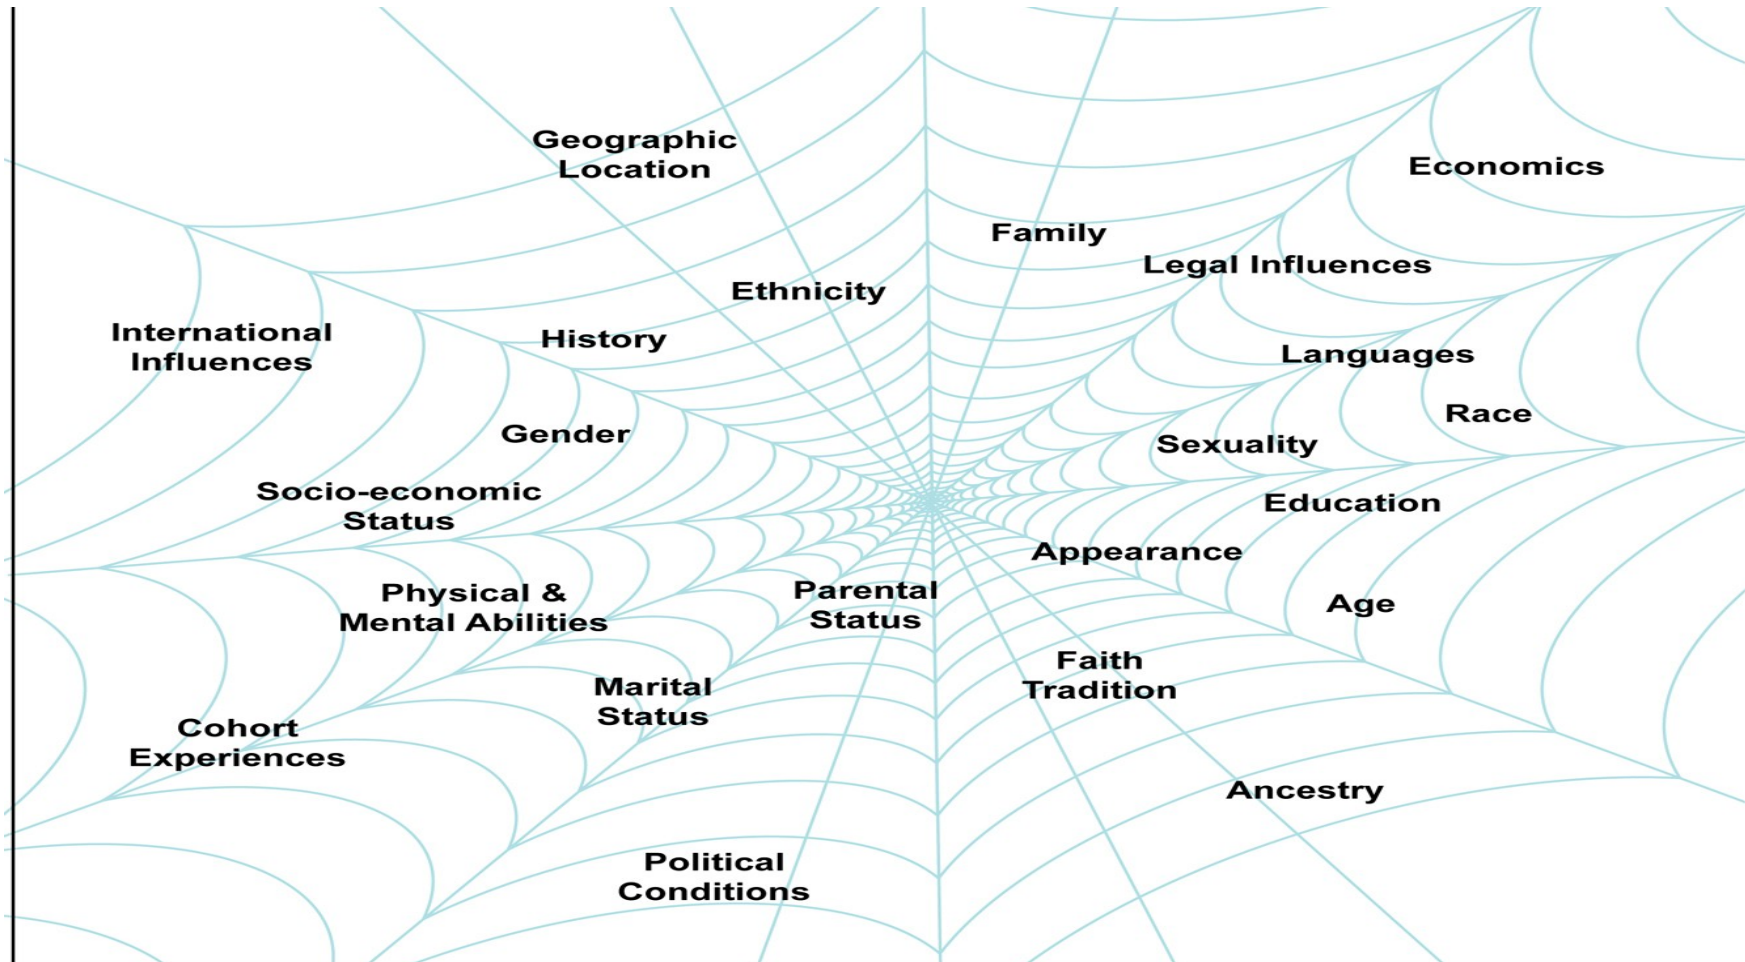 Geographic
Location
Economics
Family
Legal Influences
Ethnicity
International
Influences
History
Languages
Race
Gender
Sexuality
Socio-economic
Status
Education
Appearance
Physical &
Mental Abilities
Parental
Status
Age
Faith
Tradition
Marital
Status
Cohort
Experiences
Ancestry
Political
Conditions